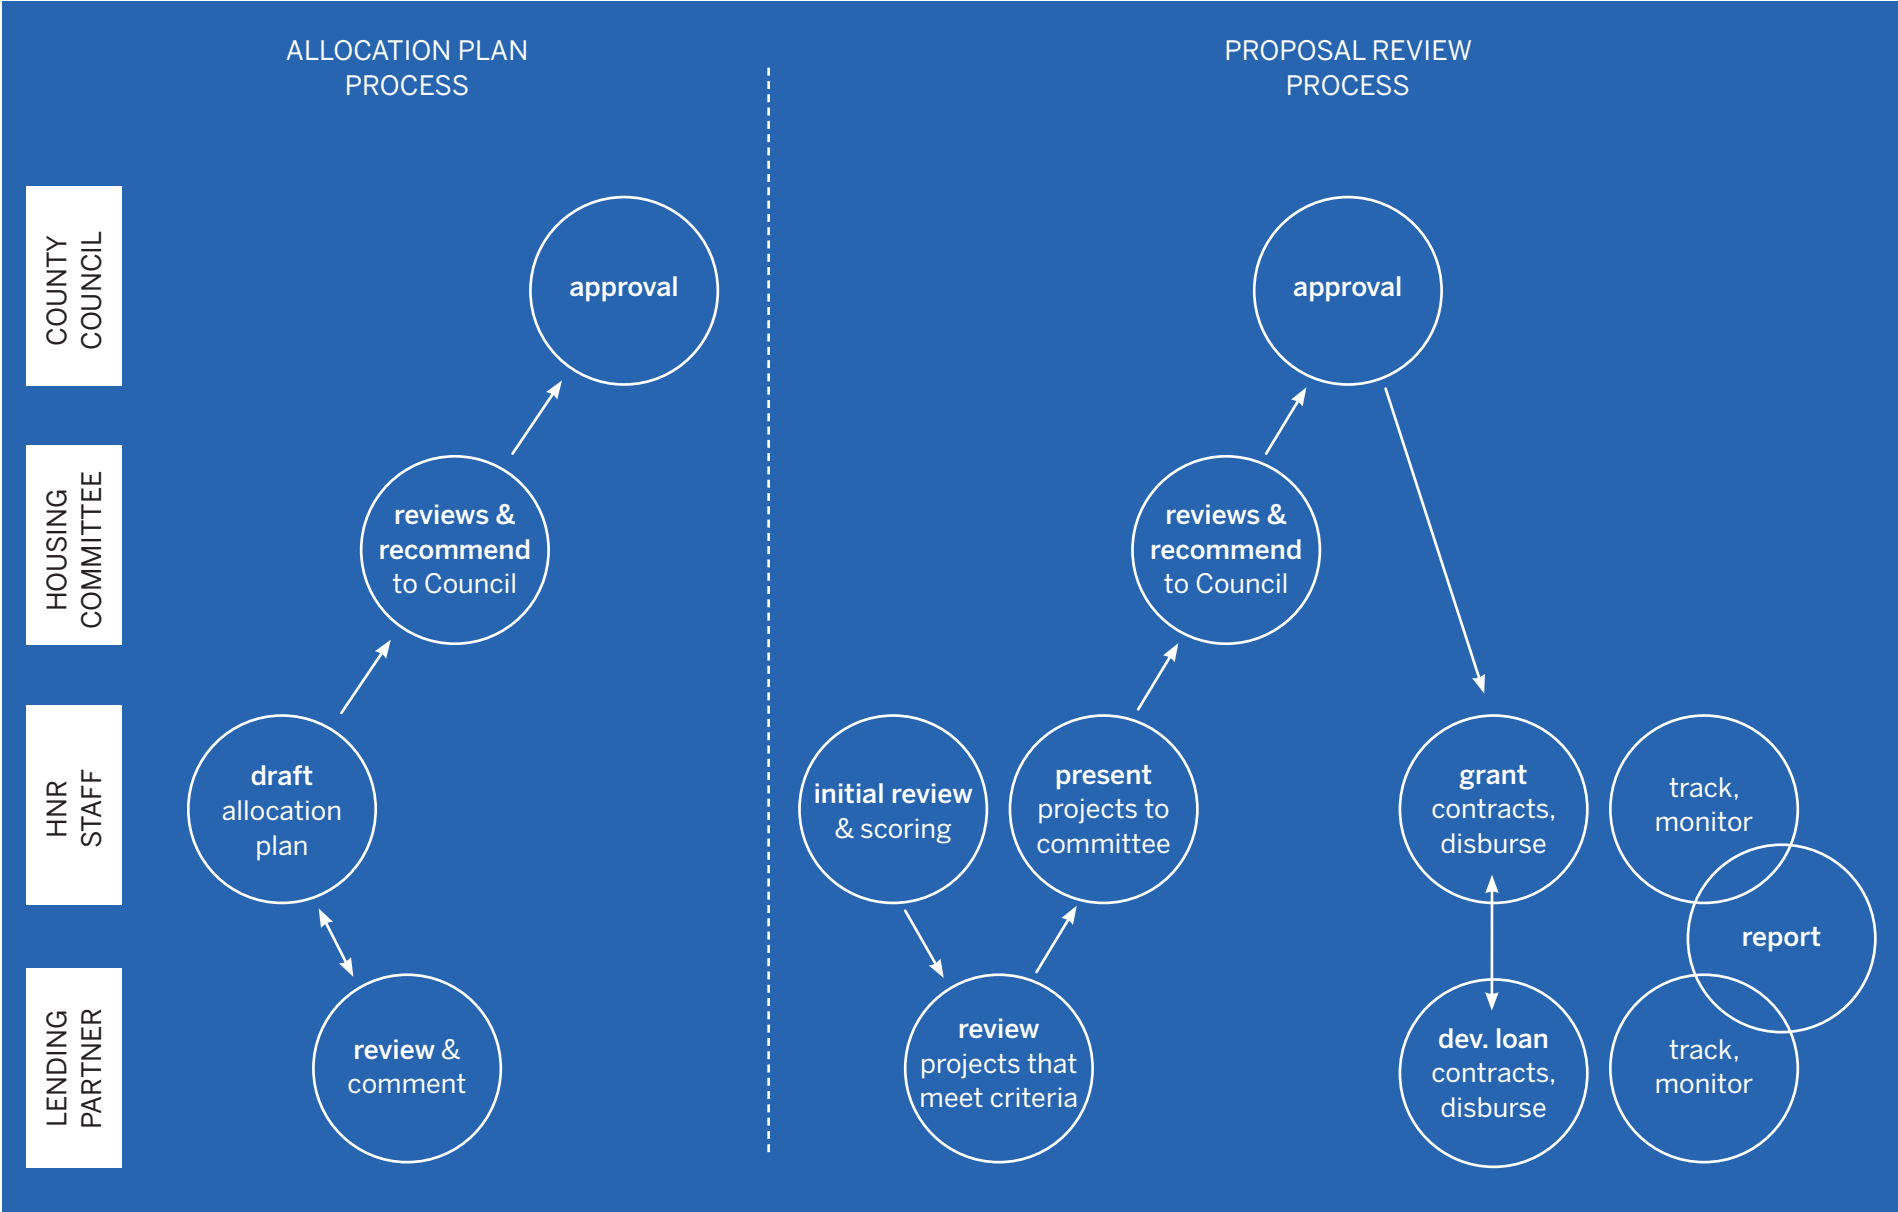 ALLOCATION PLAN
PROCESS
PROPOSAL REVIEW
PROCESS
COUNTY
COUNCIL
approval
approval
HOUSING
COMMITTEE
reviews &
recommend
to Council
reviews &
recommend
to Council
HNR
STAFF
draft
allocation
plan
initial review
& scoring
present
projects to
committee
grant
contracts,
disburse
track,
monitor
report
LENDING
PARTNER
review &
comment
review
projects that
meet criteria
dev. loan
contracts,
disburse
track,
monitor